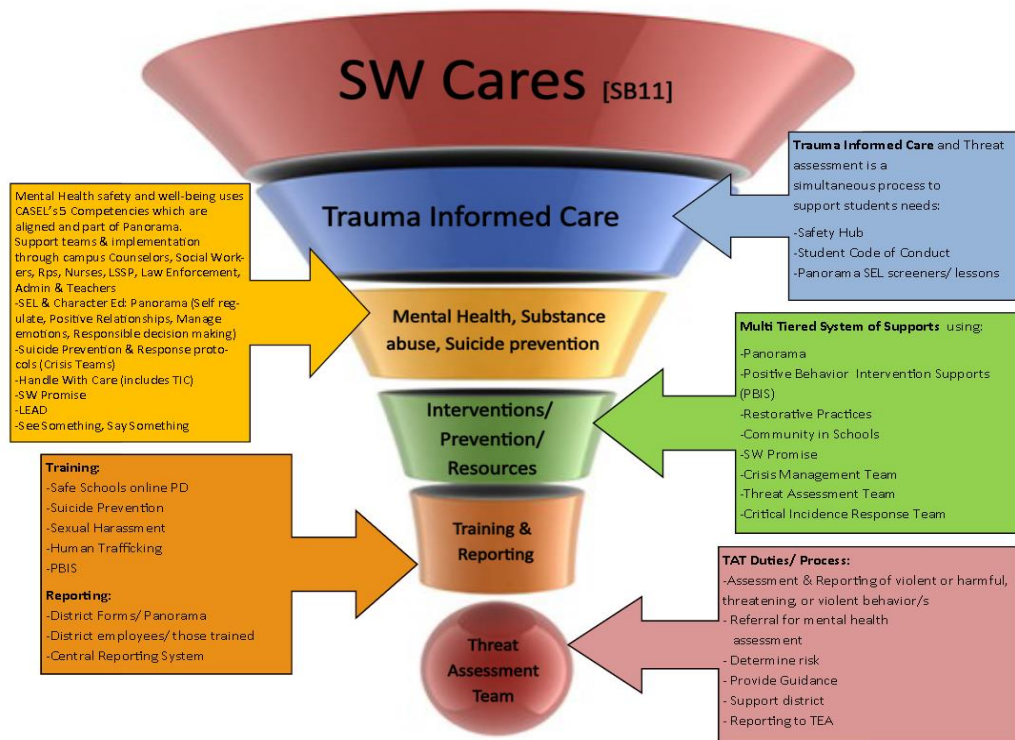 SW Cares [SB11]
Trauma Informed Care
Mental Health, Substance
abuse, Suicide prevention
Interventions/
Prevention/
Resources
Training &
Reporting
Threat
Assessment
Team
Mental Health safety and well-being uses
CASEL's 5 Competencies which are
aligned and part of Panorama.
Support teams & implementation
through campus Counselors, Social Work-
ers, Rps, Nurses, LSSP, Law Enforcement,
Admin & Teachers
-SEL & Character Ed: Panorama (Self reg-
ulate, Positive Relationships, Manage
emotions, Responsible decision making)
-Suicide Prevention & Response proto-
cols (Crisis Teams)
-Handle With Care (includes TIC)
-SW Promise
-LEAD
-See Something, Say Something
Training:
-Safe Schools online PD
-Suicide Prevention
-Sexual Harassment
-Human Trafficking
-PBIS
Reporting:
-District Forms/ Panorama
-District employees/ those trained
-Central Reporting System
Trauma Informed Care and Threat
assessment is a
simultaneous process to
support students needs:
-Safety Hub
-Student Code of Conduct
-Panorama SEL screeners/ lessons
Multi Tiered System of Supports using:
-Panorama
-Positive Behavior Intervention Supports
(PBIS)
-Restorative Practices
-Community in Schools
-SW Promise
-Crisis Management Team
-Threat Assessment Team
-Critical Incidence Response Team
TAT Duties/ Process:
-Assessment & Reporting of violent or harmful,
threatening, or violent behavior/s
- Referral for mental health
assessment
- Determine risk
- Provide Guidance
- Support district
- Reporting to TEA